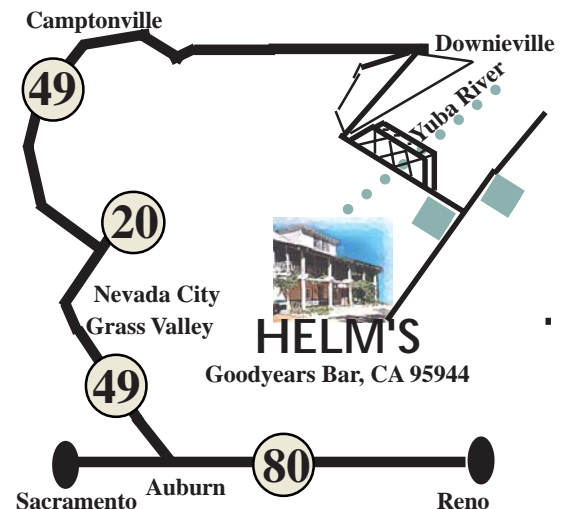 Camptonville
Downieville
49
Yuba River
20
Nevada City
Grass Valley
HELM'S
Goodyears Bar, CA 95944
49
80
Auburn
Sacramento
Reno